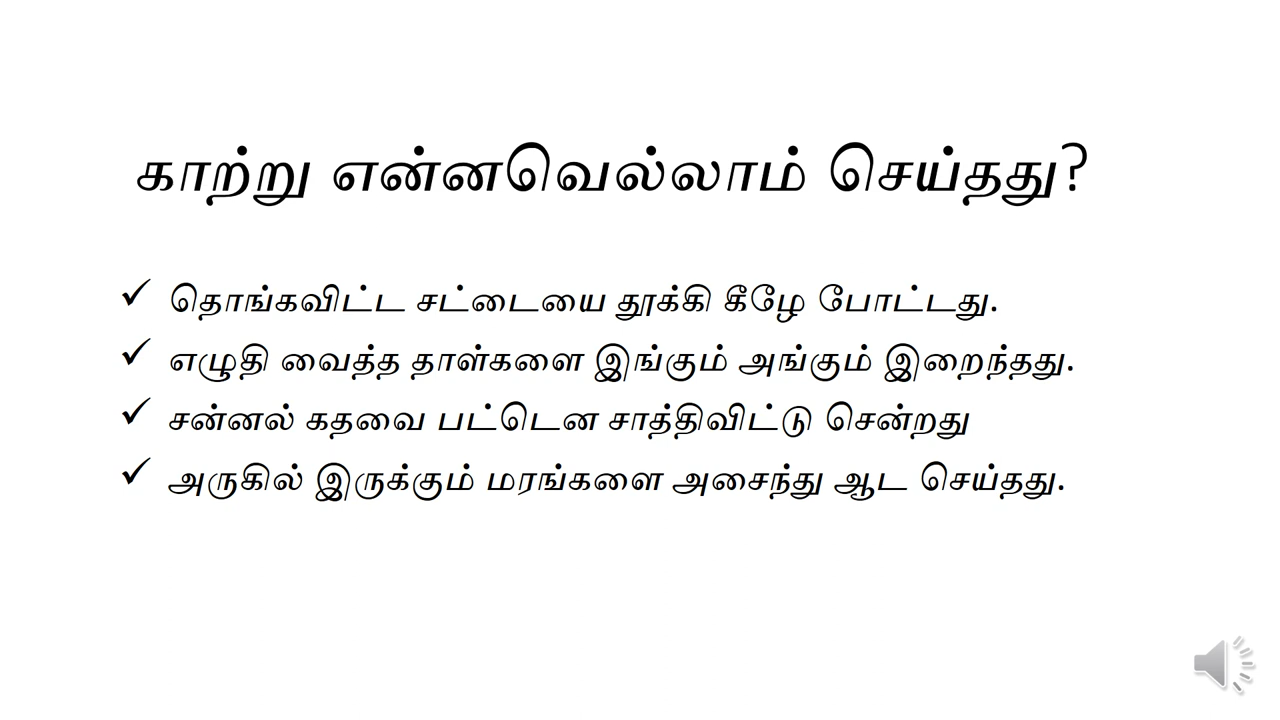 காற்று என்னவெல்லாம் செய்தது?
தொங்கவிட்ட சட்டையை தூக்கி கீழே போட்டது.
எழுதி வைத்த தாள்களை இங்கும் அங்கும் இறைந்தது.
சன்னல் கதவை பட்டென சாத்திவிட்டு சென்றது
அருகில் இருக்கும் மரங்களை அசைந்து ஆட செய்தது.